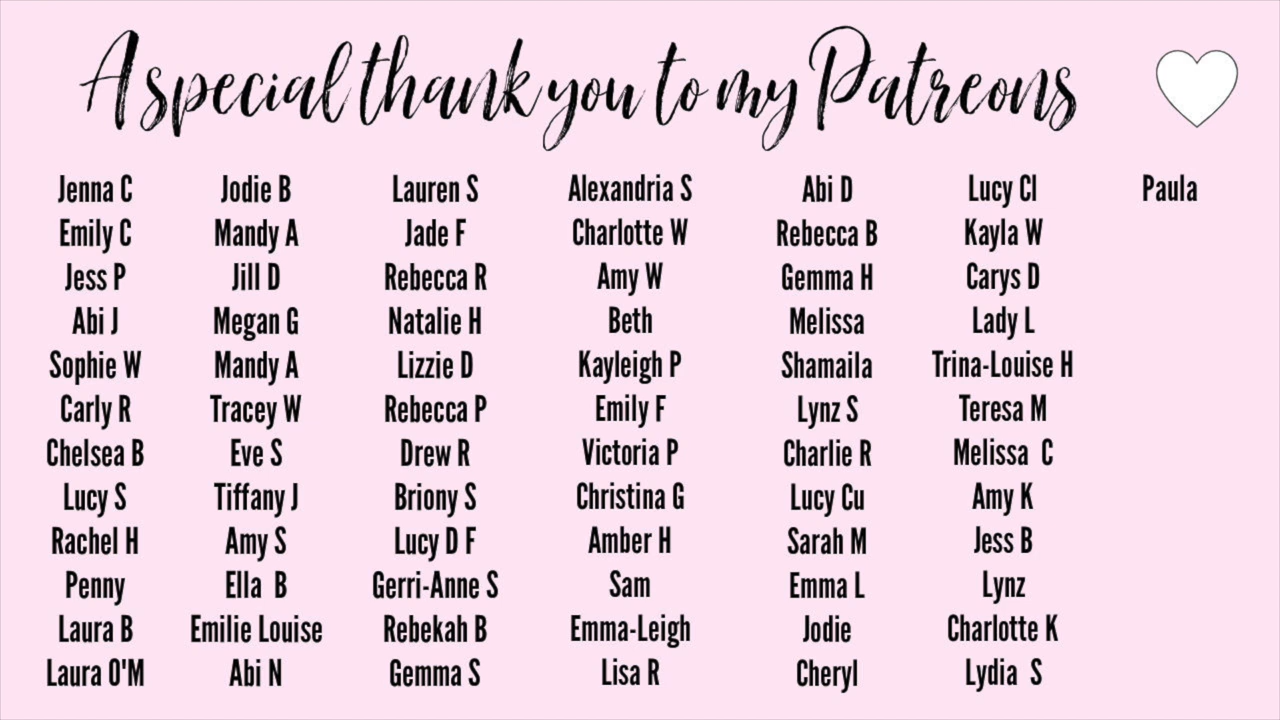 A special thank you to my Patreons
Jenna C
Emily C
Jess P
Abi J
Sophie W
Carly R
Chelsea B
Lucy S
Rachel H
Penny
Laura B
Laura O'M
Jodie B
Mandy A
Jill D
Megan G
Mandy A
Tracey W
Eve S
Tiffany J
Amy S
Ella B
Emilie Louise
Abi N
Lauren S
Jade F
Rebecca R
Natalie H
Lizzie D
Rebecca P
Drew R
Briony S
Lucy D F
Gerri-Anne S
Rebekah B
Gemma S
Alexandria S
Charlotte W
Amy W
Beth
Kayleigh P
Emily F
Victoria P
Christina G
Amber H
Sam
Emma-Leigh
Lisa R
Abi D
Rebecca B
Gemma H
Melissa
Shamaila
Lynz S
Charlie R
Lucy Cu
Sarah M
Emma L
Jodie
Cheryl
Lucy Cl
Kayla W
Carys D
Lady L
Trina-Louise H
Teresa M
Melissa C
Amy K
Jess B
Lynz
Charlotte K
Lydia S
Paula